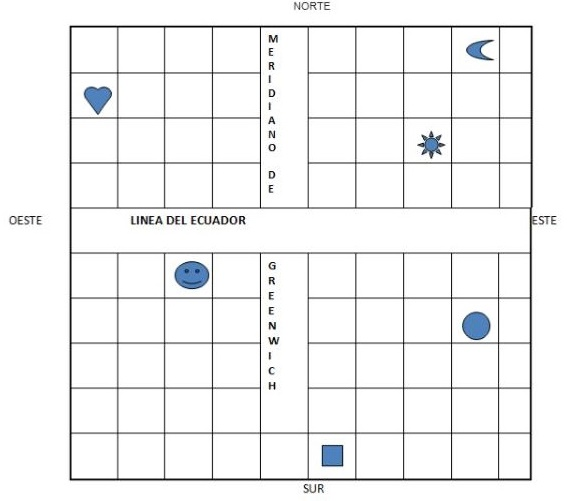 NORTE
MERIDIANO DE
OESTE
LINEA DEL ECUADOR
ESTE
GREENWICH
SUR